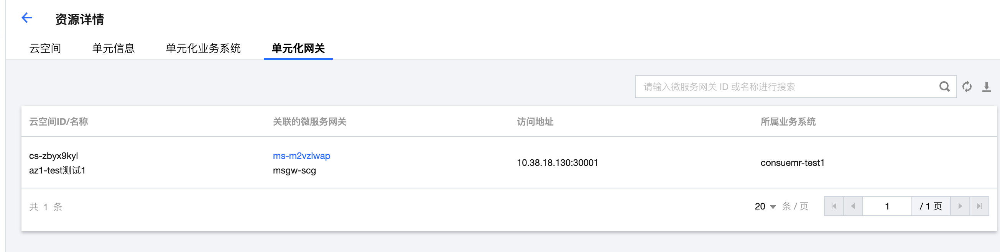 资源详情
云空间 单元信息 单元化业务系统 单元化网关
请输入微服务网关 ID 或名称进行搜索
云空间ID/名称 关联的微服务网关 访问地址 所属业务系统
cs-zbyx9kyl ms-m2vzlwap
10.38.18.130:30001 consuemr-test1
az1-test测试1 msgw-scg
共 1 条 20 条 / 页 1 / 1 页